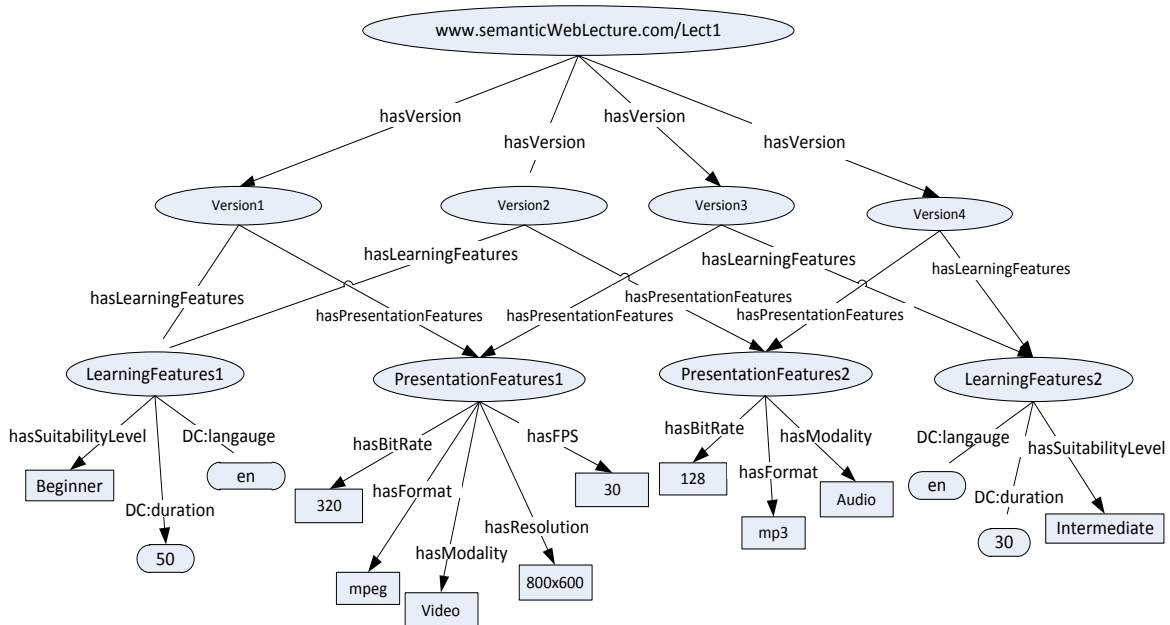 www.semanticWebLecture.com/Lect1
hasVersion
hasVersion
hasVersion
hasVersion
Version1
Version2
Version3
Version4
hasLearningFeatures
hasLearningFeatures
hasLearningFeatures
hasLearningFeatures
hasPresentationFeatures
hasPresentationFeatures
hasPresentationFeatures
hasPresentationFeatures
LearningFeatures1
PresentationFeatures1
PresentationFeatures2
LearningFeatures2
hasSuitabilityLevel
DC:langauge
hasBitRate
hasFPS
hasBitRate
hasModality
DC:langauge
hasSuitabilityLevel
Beginner
en
320
hasFormat
30
128
hasFormat
Audio
en
DC:duration
DC:duration
hasResolution
hasModality
50
mpeg
Video
800x600
mp3
30
Intermediate